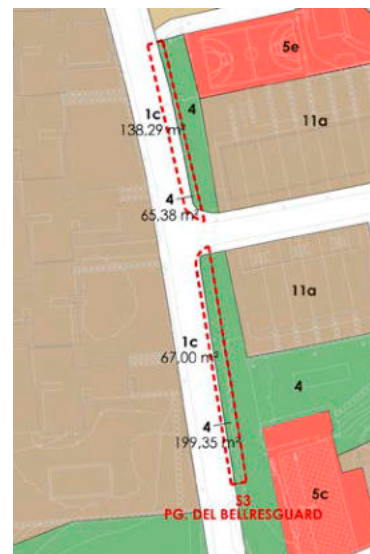 5e
4
1c
138,29 m²
11a
4
65,38 m²
11a
1c
67,00 m²
4
4
199,35 m²
S3
PG. DEL BELLRESGUARD
5c